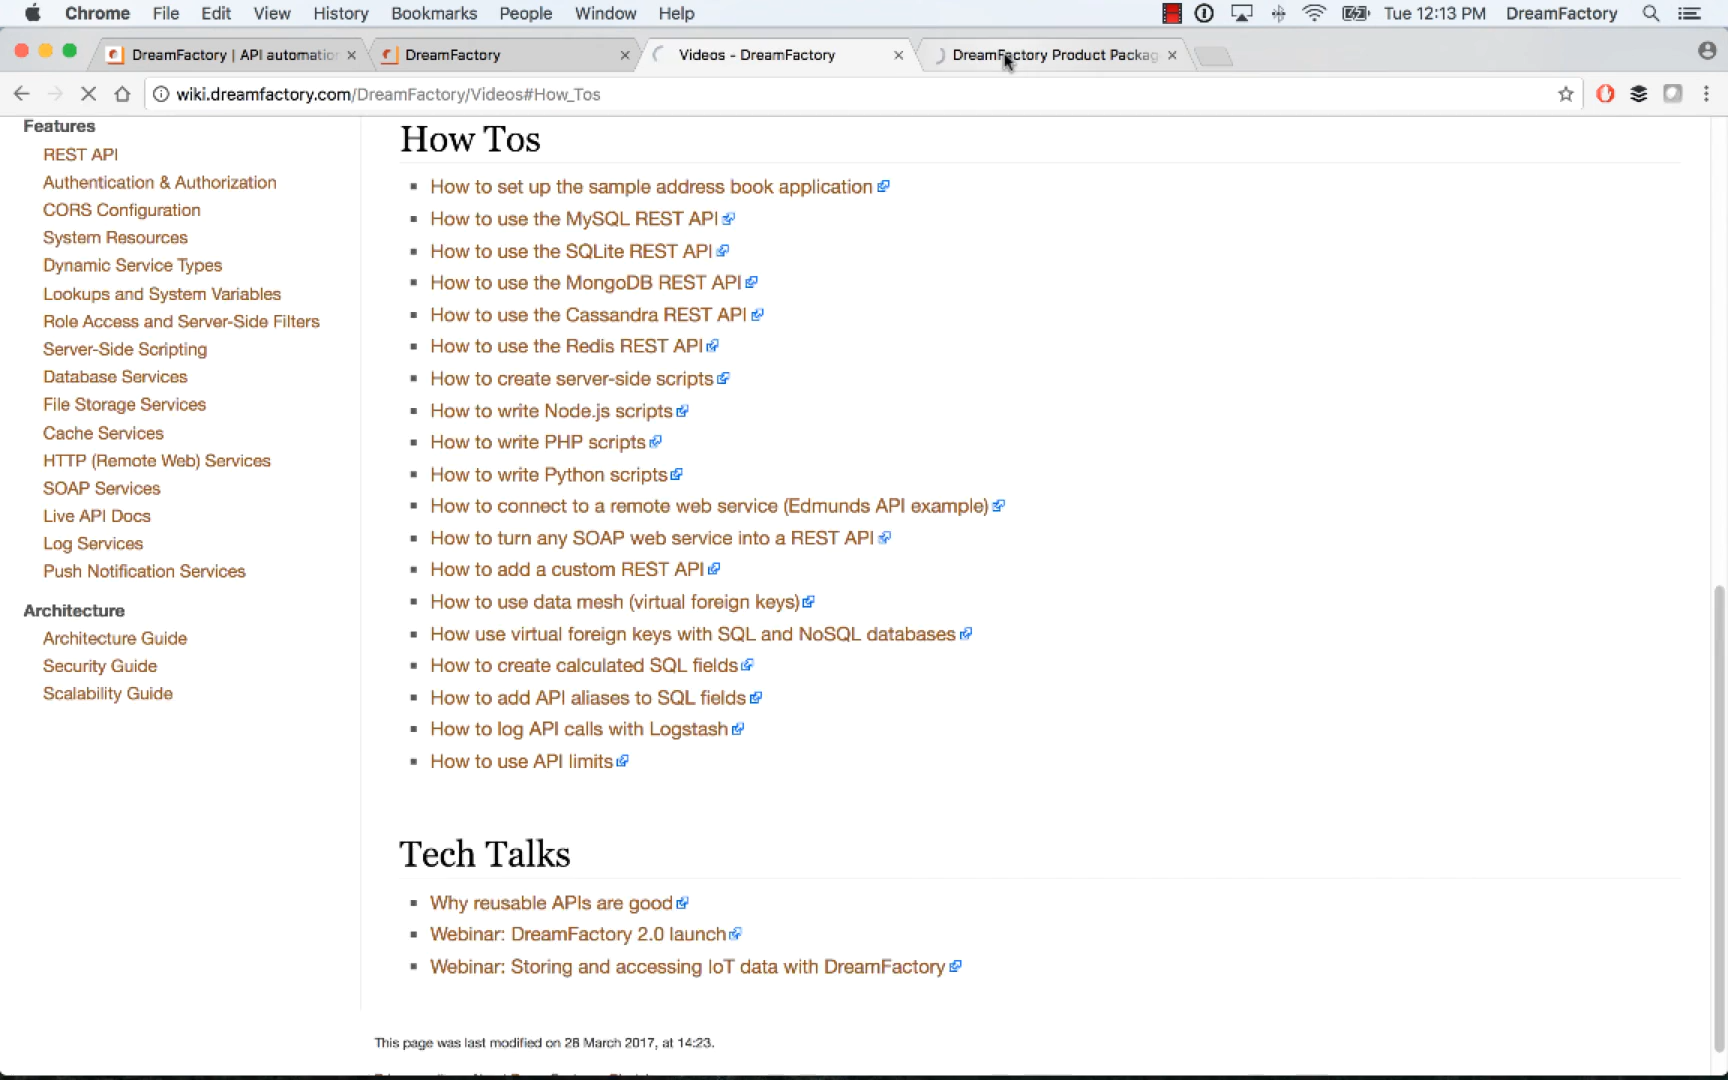 Chrome File Edit View History Bookmarks People Window Help Tue 12:13 PM DreamFactory
DreamFactory | API automation DreamFactory Videos - DreamFactory DreamFactory Product Packag
wiki.dreamfactory.com/DreamFactory/Videos#How_Tos
Features
REST API
Authentication & Authorization
CORS Configuration
System Resources
Dynamic Service Types
Lookups and System Variables
Role Access and Server-Side Filters
Server-Side Scripting
Database Services
File Storage Services
Cache Services
HTTP (Remote Web) Services
SOAP Services
Live API Docs
Log Services
Push Notification Services
Architecture
Architecture Guide
Security Guide
Scalability Guide
How Tos
How to set up the sample address book application
How to use the MySQL REST API
How to use the SQLite REST API
How to use the MongoDB REST API
How to use the Cassandra REST API
How to use the Redis REST API
How to create server-side scripts
How to write Node.js scripts
How to write PHP scripts
How to write Python scripts
How to connect to a remote web service (Edmunds API example)
How to turn any SOAP web service into a REST API
How to add a custom REST API
How to use data mesh (virtual foreign keys)
How use virtual foreign keys with SQL and NoSQL databases
How to create calculated SQL fields
How to add API aliases to SQL fields
How to log API calls with Logstash
How to use API limits
Tech Talks
Why reusable APIs are good
Webinar: DreamFactory 2.0 launch
Webinar: Storing and accessing IoT data with DreamFactory
This page was last modified on 28 March 2017, at 14:23.